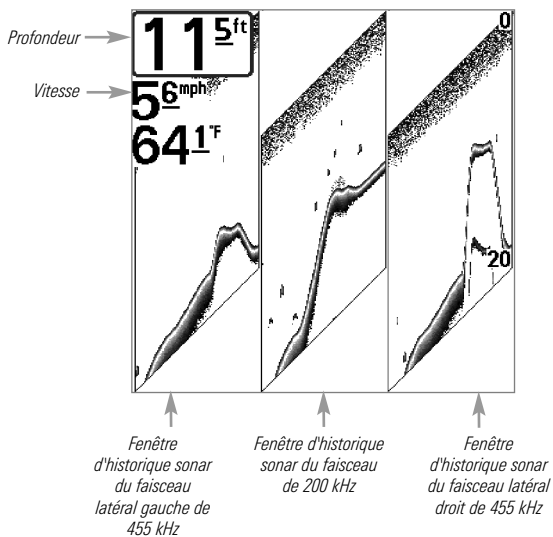 Profondeur
11 5 ft
Vitesse
5 6 mph
64 1 °F
0
20
Fenêtre
d'historique sonar
du faisceau
latéral gauche de
455 kHz
Fenêtre d'historique
sonar du faisceau
de 200 kHz
Fenêtre
d'historique sonar
du faisceau latéral
droit de 455 kHz